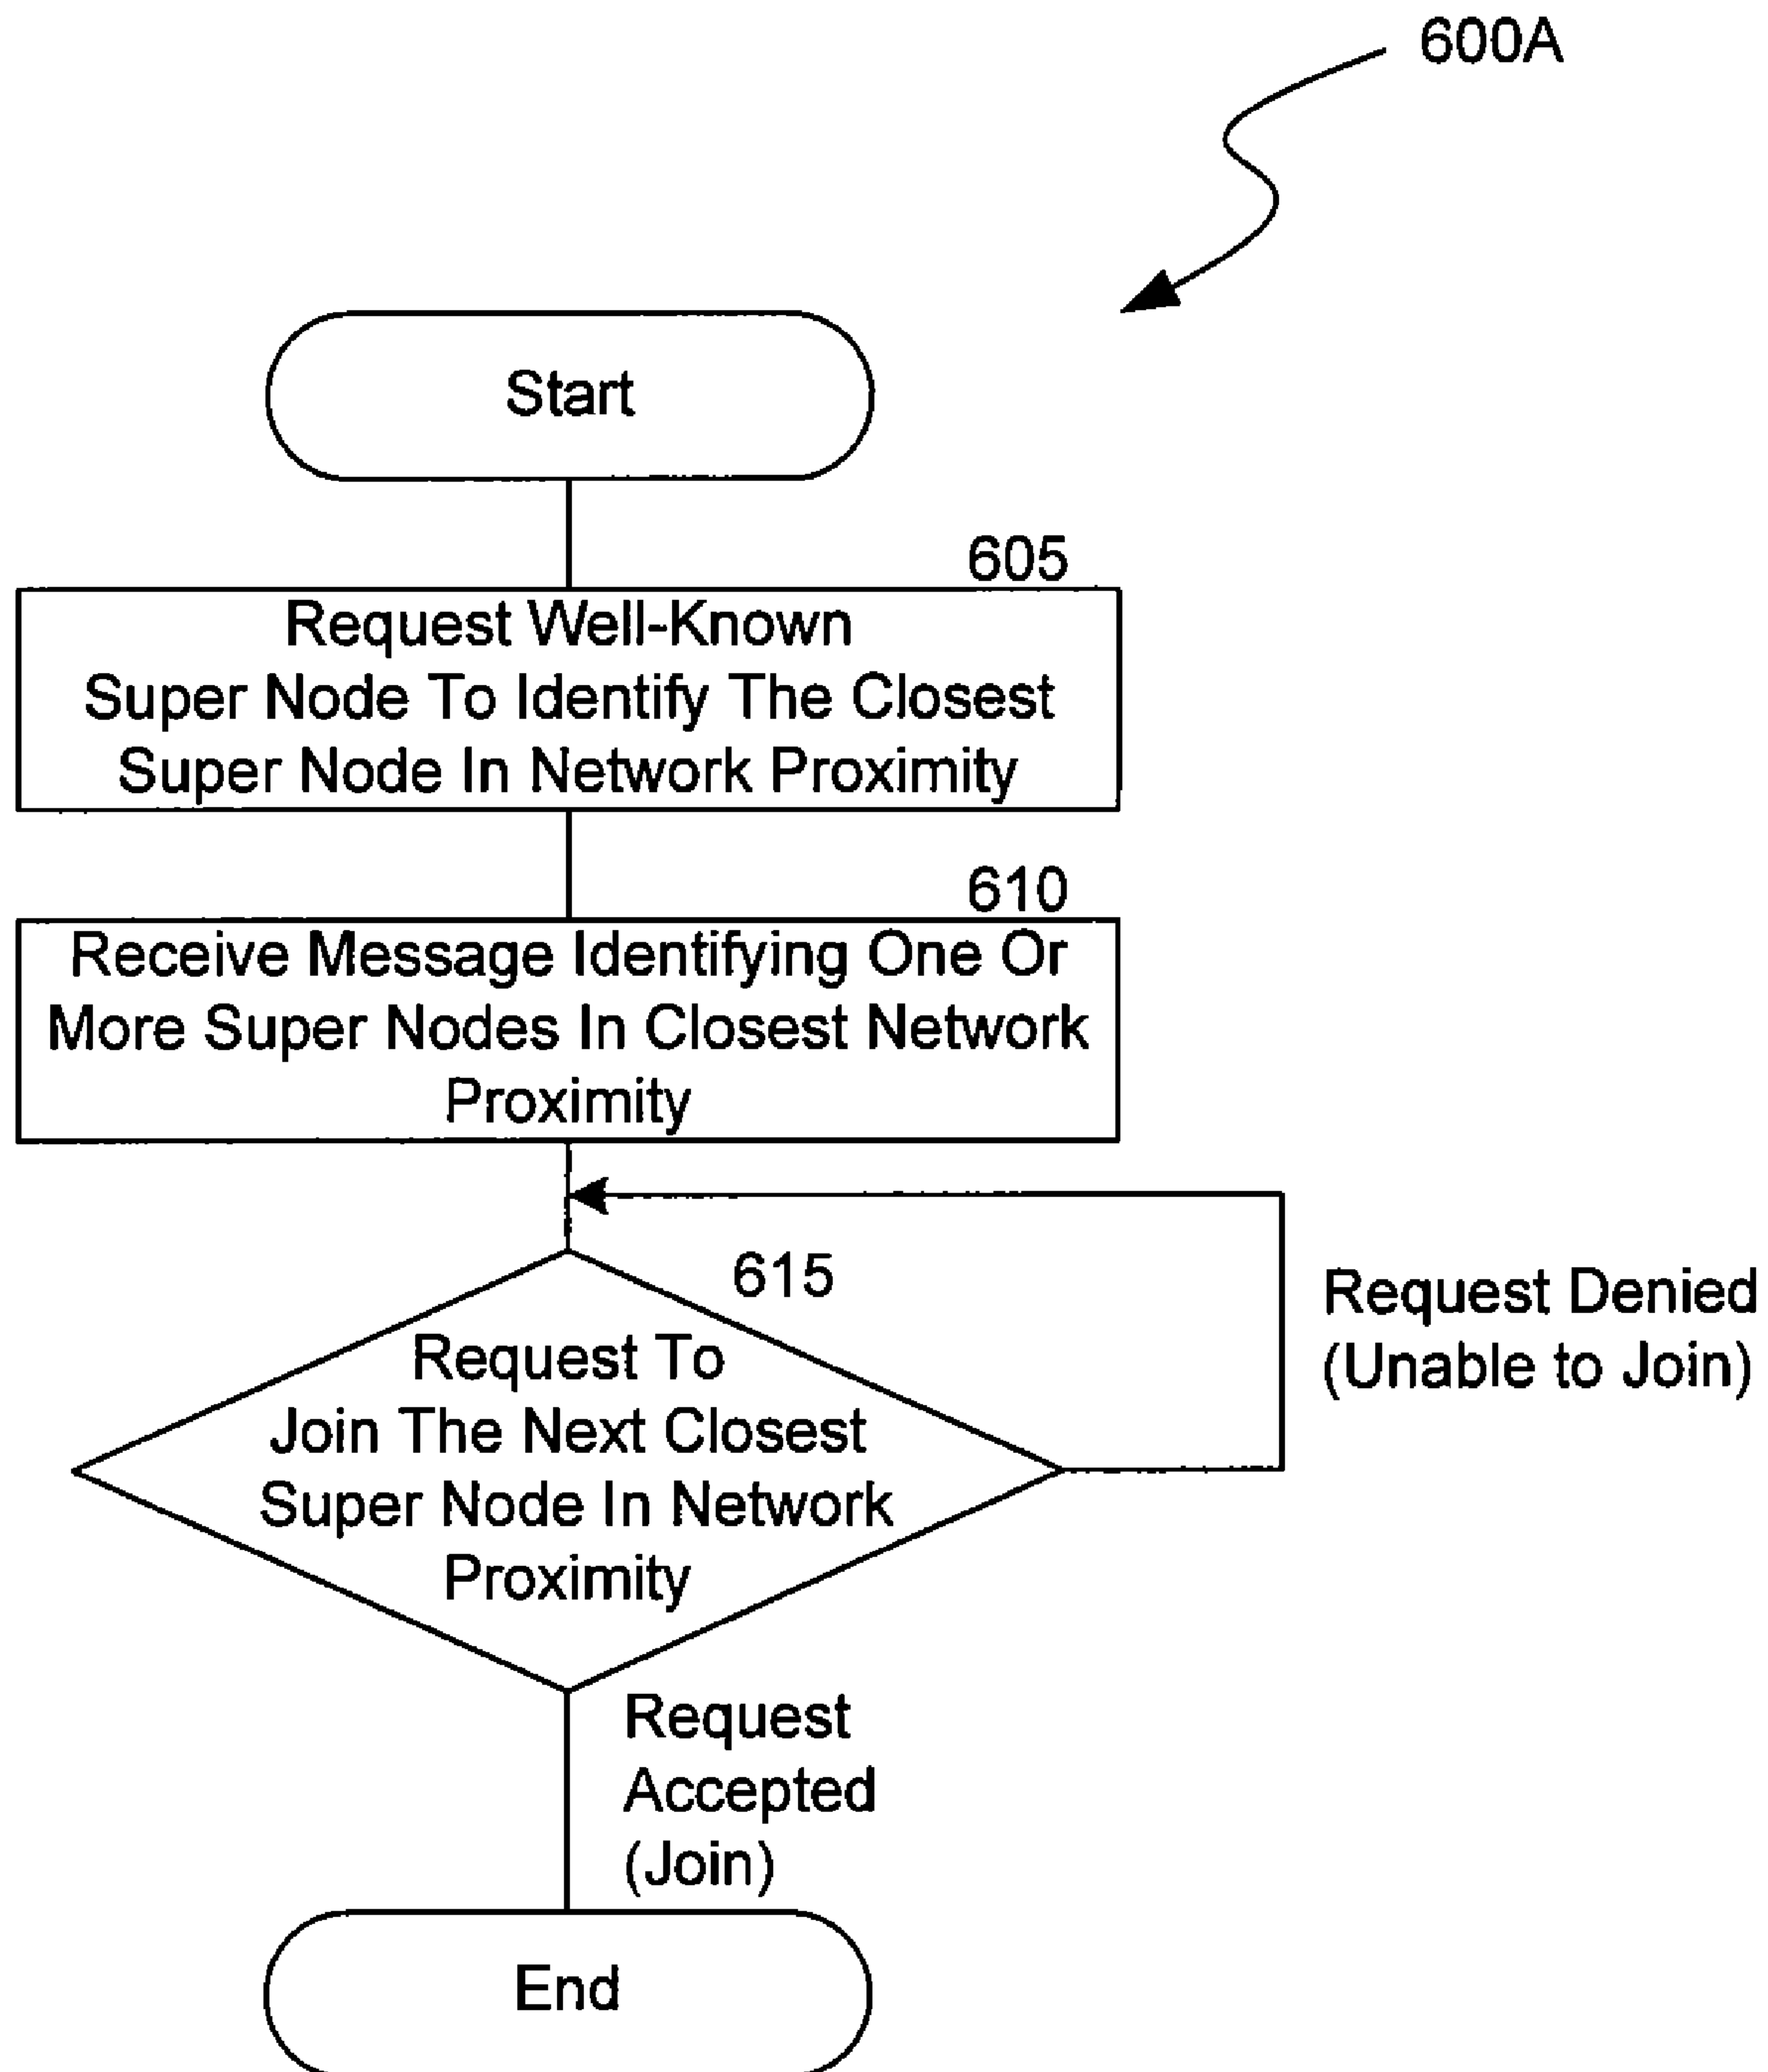 600A
Start
605
Request Well-Known
Super Node To Identify The Closest
Super Node In Network Proximity
610
Receive Message Identifying One Or
More Super Nodes In Closest Network
Proximity
615
Request To
Join The Next Closest
Super Node In Network
Proximity
Request Denied
(Unable to Join)
Request
Accepted
(Join)
End